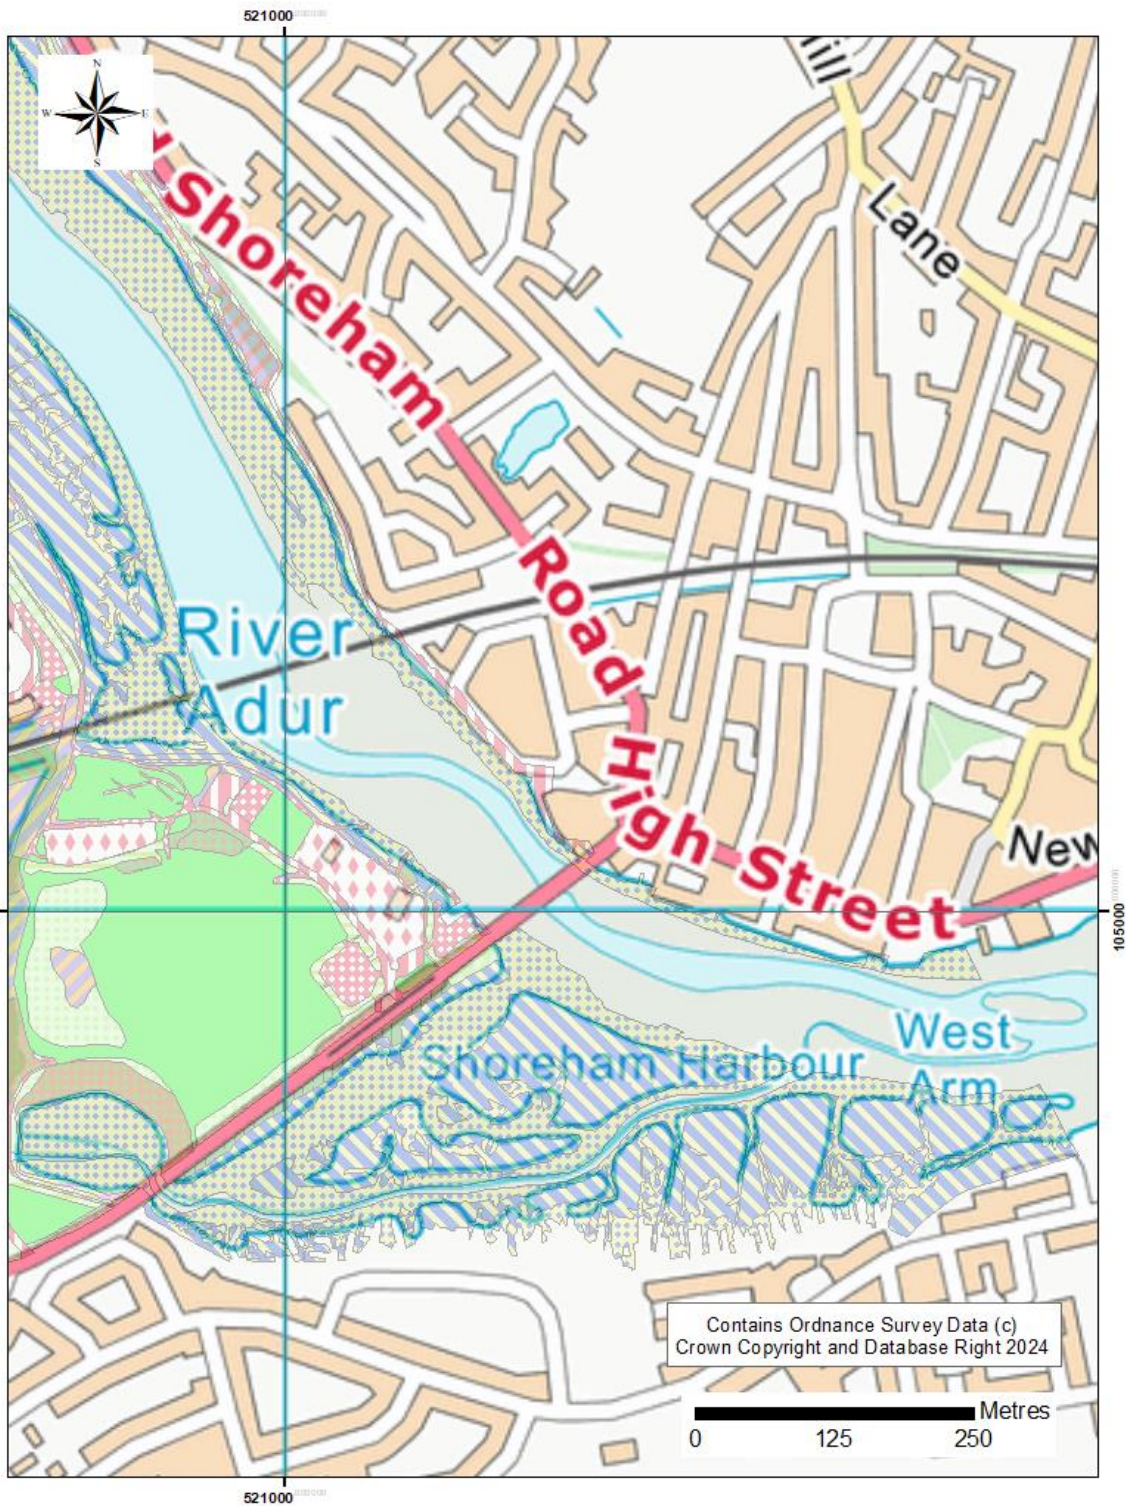 521000
N
W E
S
Shoreham
Road
High Street
ill
Lane
River
Adur
New
105000
West
Arm
Shoreham Harbour
Contains Ordnance Survey Data (c)
Crown Copyright and Database Right 2024
Metres
0 125 250
521000